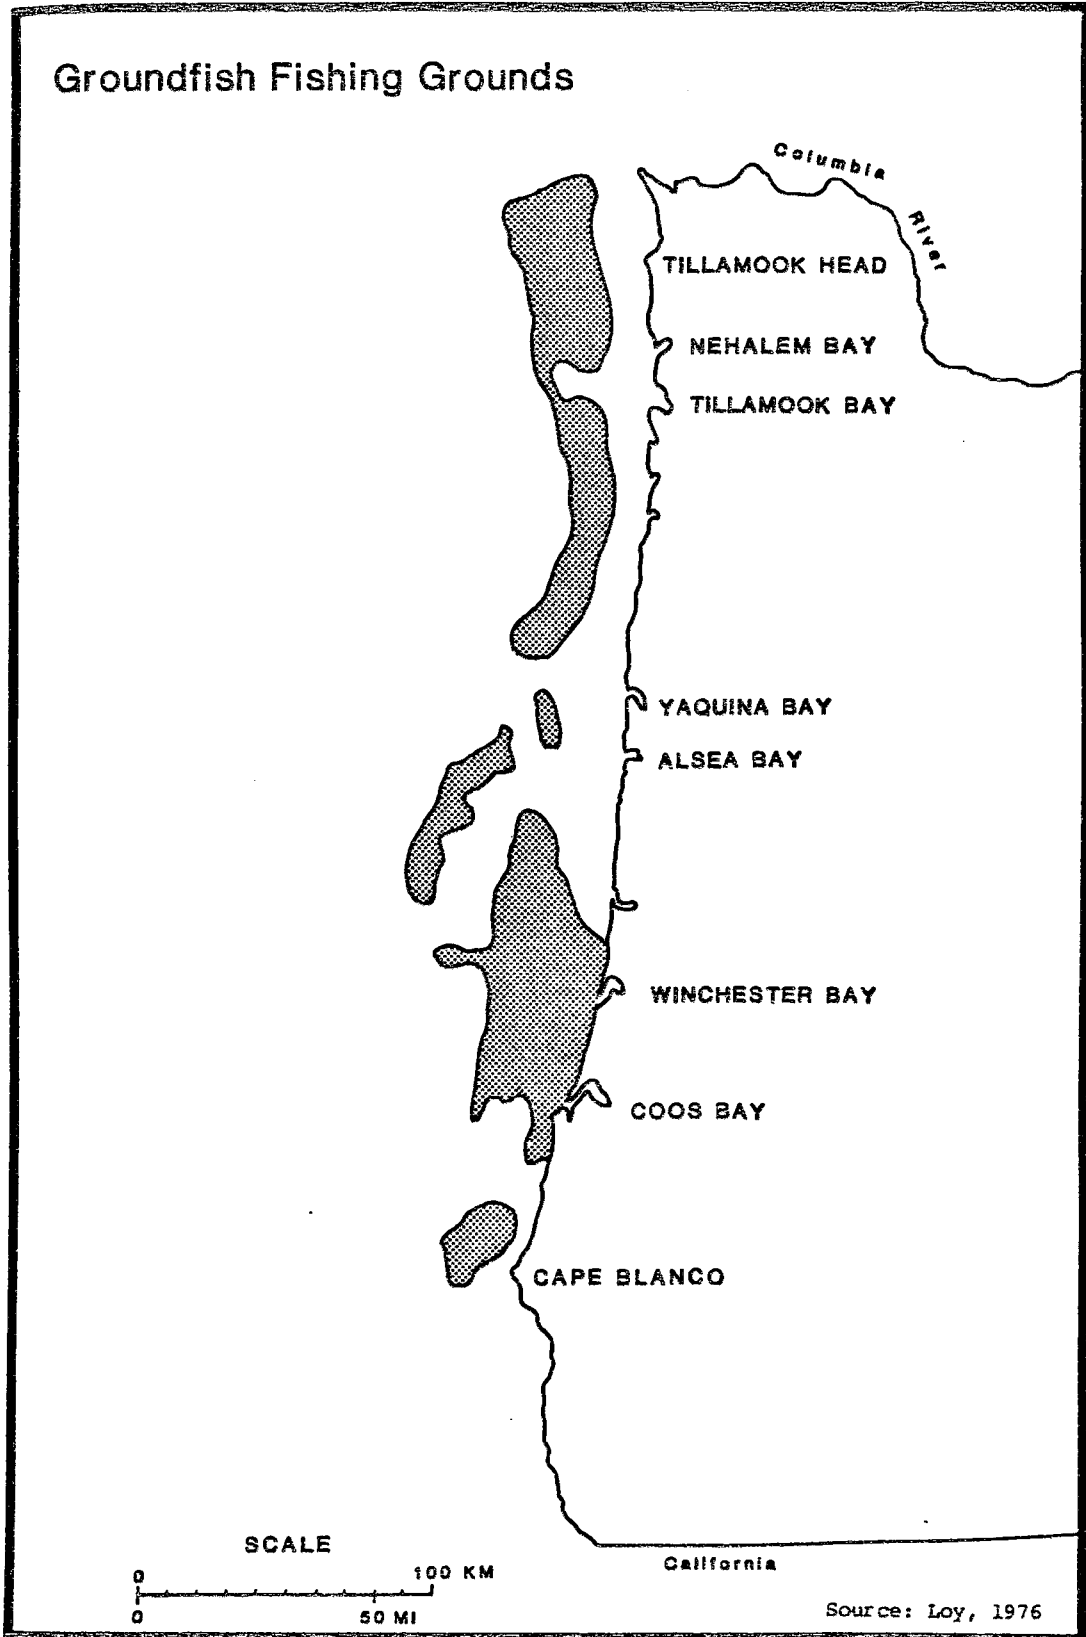 Groundfish Fishing Grounds
Columbia
River
TILLAMOOK HEAD
NEHALEM BAY
TILLAMOOK BAY
YAQUINA BAY
ALSEA BAY
WINCHESTER BAY
COOS BAY
CAPE BLANCO
SCALE
0 100 KM
0 50 MI
California
Source: Loy, 1976